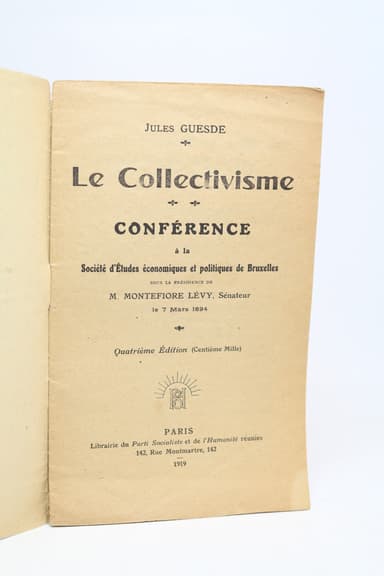 JULES GUESDE
Le Collectivisme
CONFÉRENCE
à la
Société d'Études économiques et politiques de Bruxelles
SOUS LA PRÉSIDENCE DE
M. MONTEFIORE LÉVY, Sénateur
le 7 Mars 1894
Quatrième Édition (Centième Mille)
PARIS
Librairie du Parti Socialiste et de l'Humanité réunies
142, Rue Montmartre, 142
1919